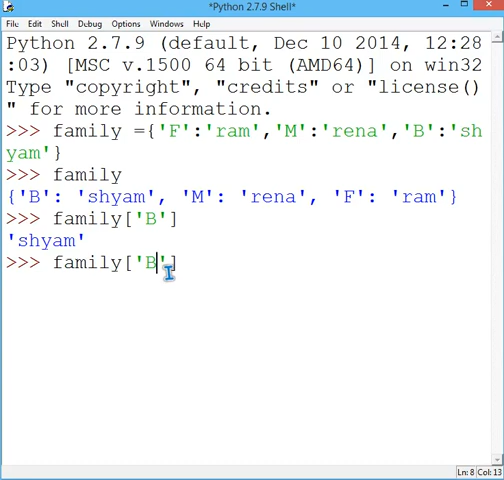 *Python 2.7.9 Shell*
File Edit Shell Debug Options Windows Help
Python 2.7.9 (default, Dec 10 2014, 12:28
:03) [MSC v.1500 64 bit (AMD64)] on win32
Type "copyright", "credits" or "license()
" for more information.
>>> family ={'F':'ram','M':'rena','B':'sh
yam'}
>>> family
{'B': 'shyam', 'M': 'rena', 'F': 'ram'}
>>> family['B']
'shyam'
>>> family['B']
Ln: 8 Col: 13